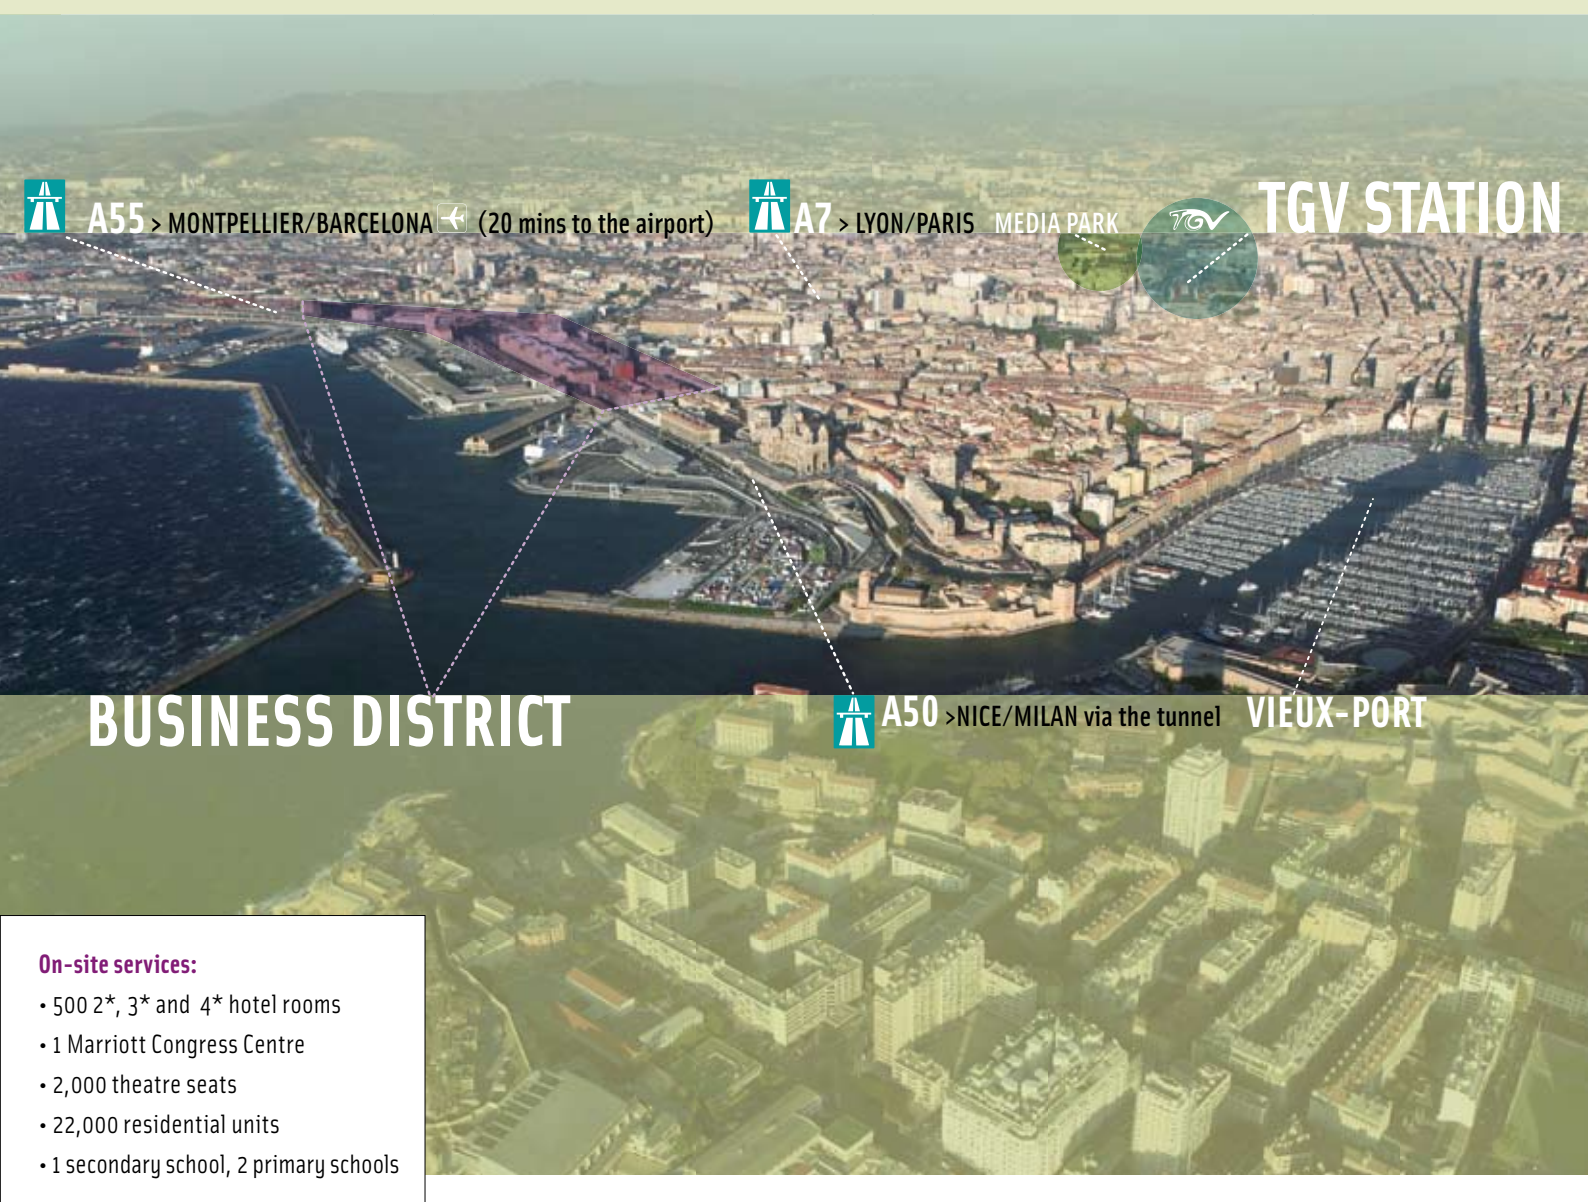 A55 > MONTPELLIER/BARCELONA (20 mins to the airport)
A7 > LYON/PARIS
MEDIA PARK
TGV
TGV STATION
BUSINESS DISTRICT
A50 >NICE/MILAN via the tunnel
VIEUX-PORT
On-site services:
• 500 2*, 3* and 4* hotel rooms
• 1 Marriott Congress Centre
• 2,000 theatre seats
• 22,000 residential units
• 1 secondary school, 2 primary schools